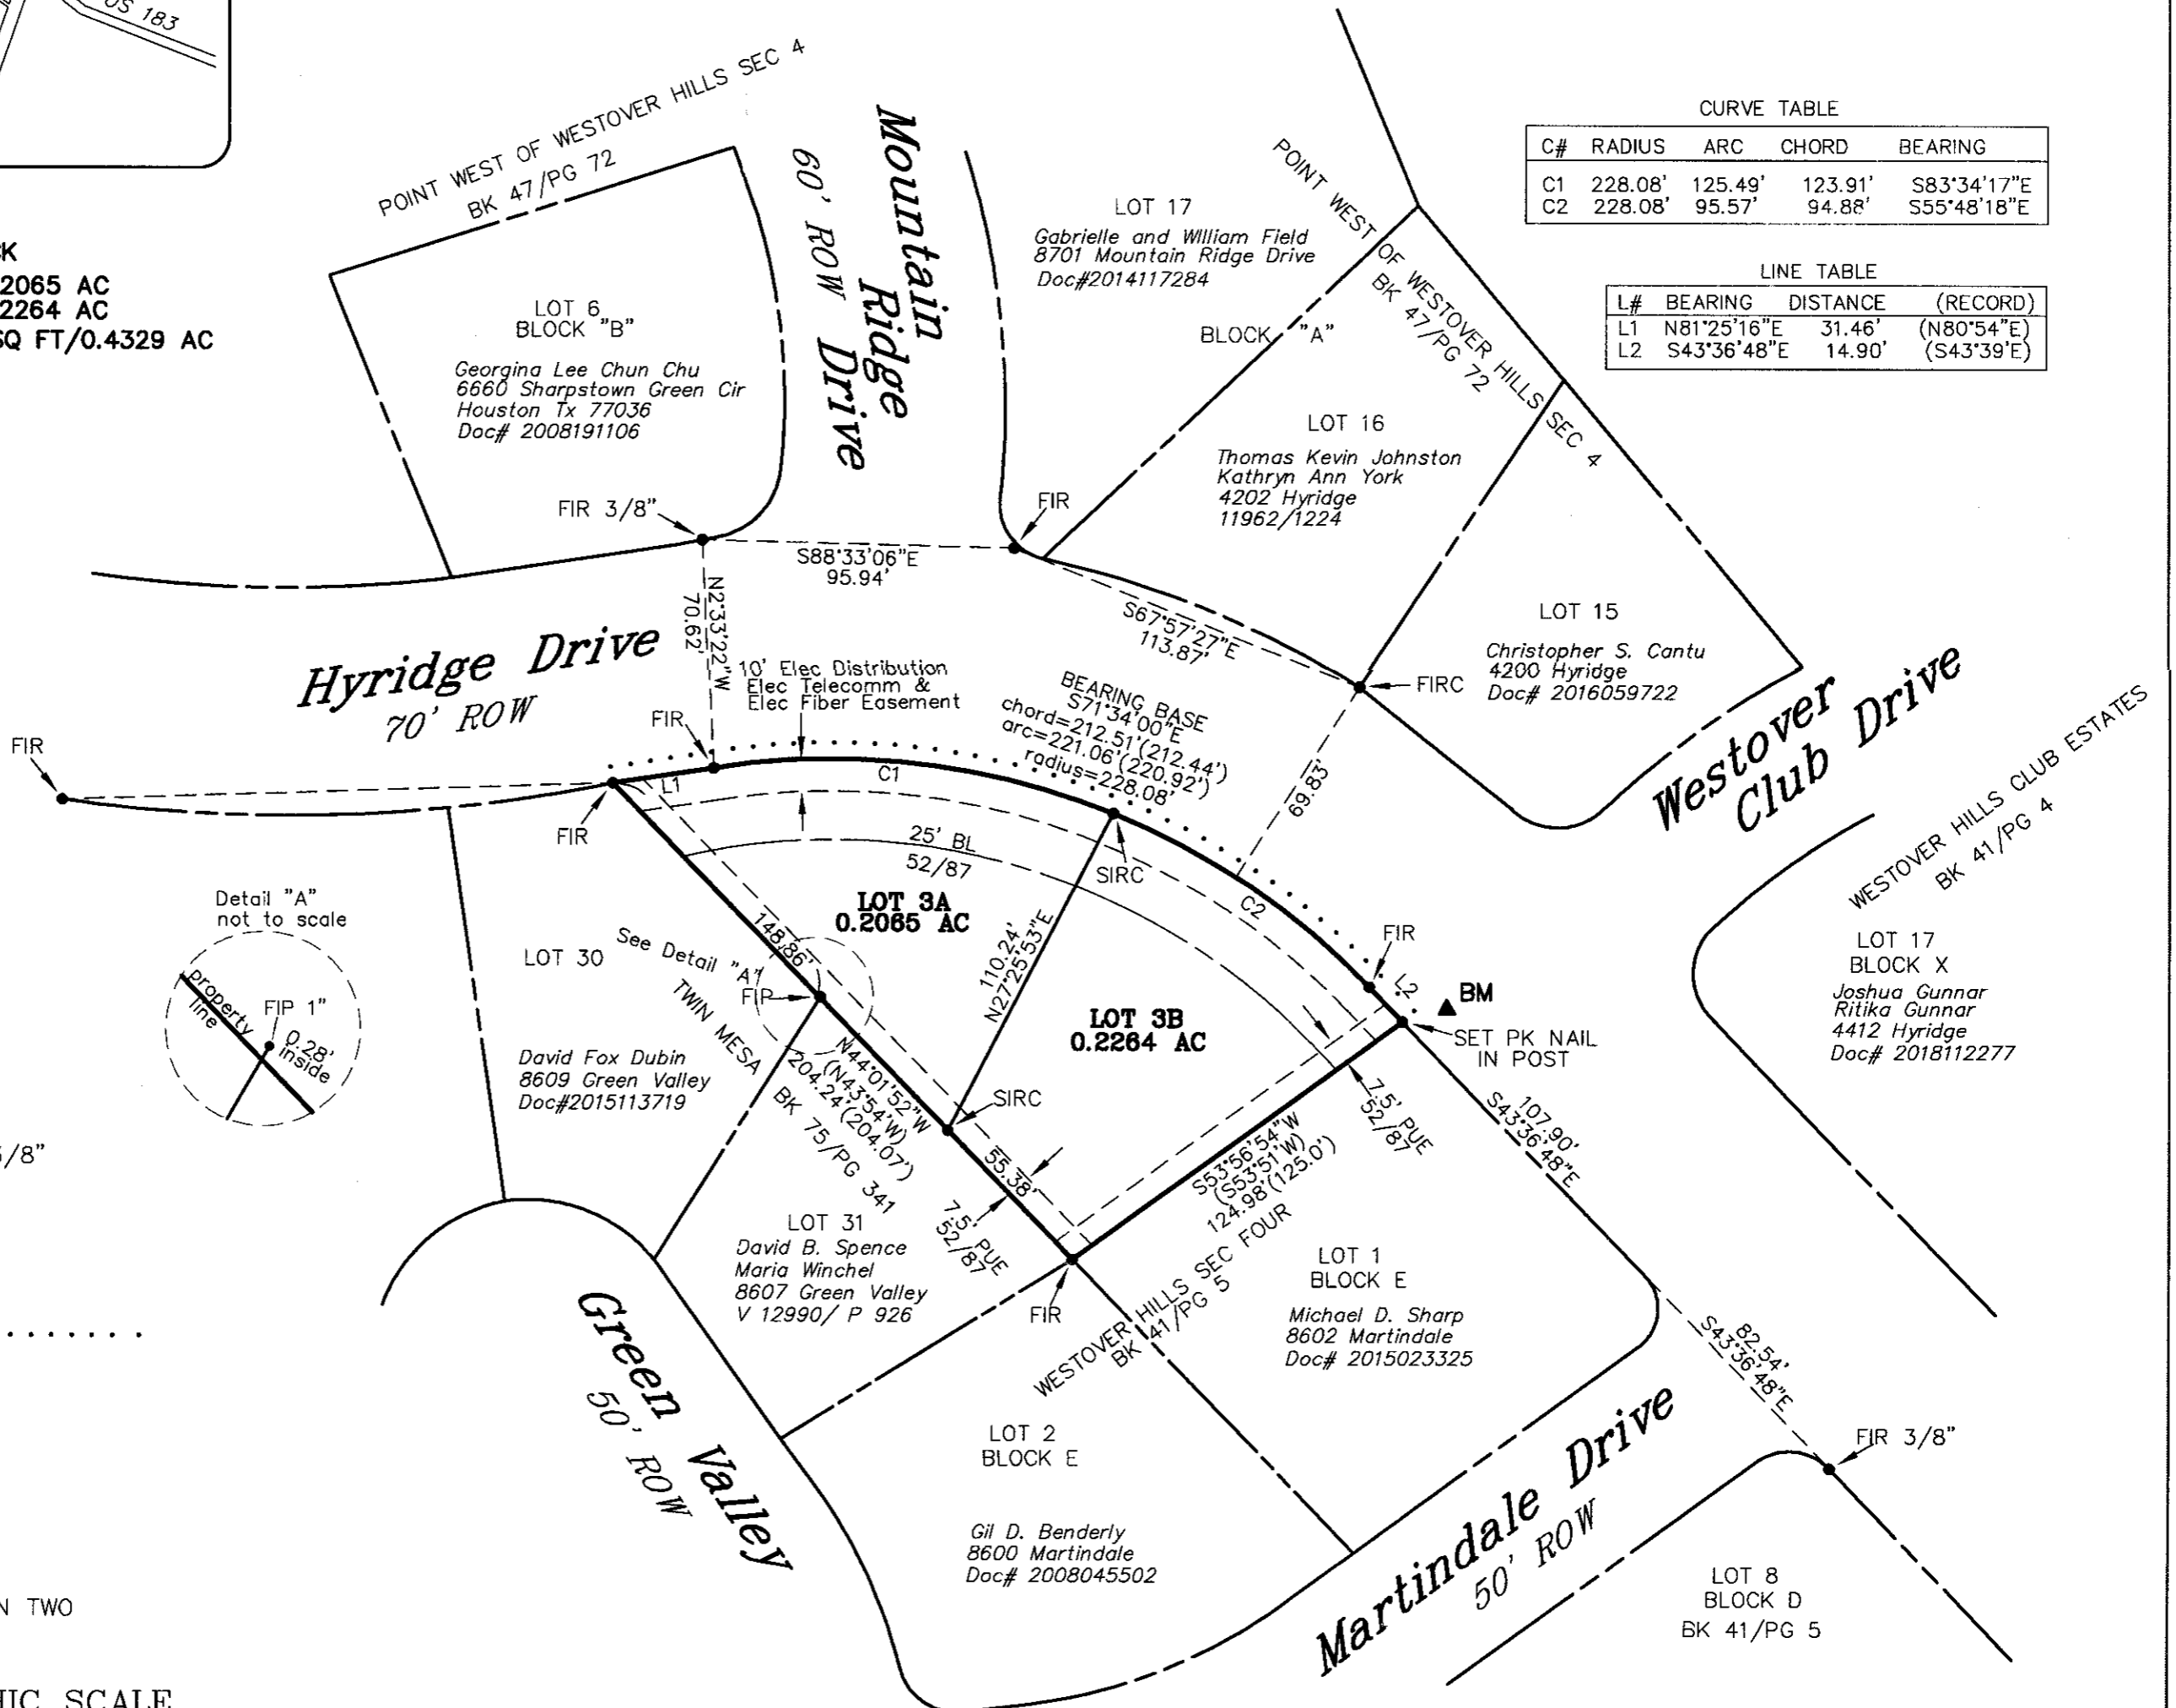 US 183
CK
2065 AC
2264 AC
SQ FT/0.4329 AC
POINT WEST OF WESTOVER HILLS SEC 4
BK 47/PG 72
LOT 6
BLOCK "B"
Georgina Lee Chun Chu
6660 Sharpstown Green Cir
Houston Tx 77036
Doc# 2008191106
Mountain
Ridge
Drive
60' ROW
LOT 17
Gabrielle and William Field
8701 Mountain Ridge Drive
Doc#2014117284
BLOCK "A"
POINT WEST OF WESTOVER HILLS SEC 4
BK 47/PG 72
CURVE TABLE
C# RADIUS ARC CHORD BEARING
C1 228.08' 125.49' 123.91' S83°34'17"E
C2 228.08' 95.57' 94.88' S55°48'18"E
LINE TABLE
L# BEARING DISTANCE (RECORD)
L1 N81°25'16"E 31.46' (N80°54"E)
L2 S43°36'48"E 14.90' (S43°39'E)
LOT 16
Thomas Kevin Johnston
Kathryn Ann York
4202 Hyridge
11962/1224
FIR 3/8"
FIR
S88°33'06"E
95.94'
N2°33'22"W
70.62'
S67°57'27"E
113.87'
LOT 15
Christopher S. Cantu
4200 Hyridge
Doc# 2016059722
FIRC
Hyridge Drive
70' ROW
10' Elec Distribution
Elec Telecomm &
Elec Fiber Easement
BEARING BASE
S71°34'00"E
chord=212.51'(212.44')
arc=221.06'(220.92')
radius=228.08'
Westover
Club Drive
WESTOVER HILLS CLUB ESTATES
BK 41/PG 4
FIR
FIR
FIR
L1
C1
69.83'
25' BL
52/87
SIRC
C2
LOT 3A
0.2065 AC
Detail "A"
not to scale
property
line
FIP 1"
0.28'
inside
LOT 30
See Detail "A"
148.86'
FIP
110.24'
N27°25'53"E
FIR
L2
BM
SET PK NAIL
IN POST
LOT 3B
0.2264 AC
LOT 17
BLOCK X
Joshua Gunnar
Ritika Gunnar
4412 Hyridge
Doc# 2018112277
David Fox Dubin
8609 Green Valley
Doc#2015113719
TWIN MESA
BK 75/PG 341
N44°01'52"W
(N43°54'W)
204.24'(204.07')
SIRC
55.38'
7.5' PUE
52/87
7.5' PUE
52/87
S53°56'54"W
(S53°51'W)
124.98'(125.0')
107.90'
S43°36'48"E
/8"
LOT 31
David B. Spence
Maria Winchel
8607 Green Valley
V 12990/ P 926
FIR
WESTOVER HILLS SEC FOUR
BK 41/PG 5
LOT 1
BLOCK E
Michael D. Sharp
8602 Martindale
Doc# 2015023325
82.54'
S43°36'48"E
FIR 3/8"
Green Valley
50' ROW
LOT 2
BLOCK E
Gil D. Benderly
8600 Martindale
Doc# 2008045502
Martindale Drive
50' ROW
LOT 8
BLOCK D
BK 41/PG 5
N TWO
HIC SCALE